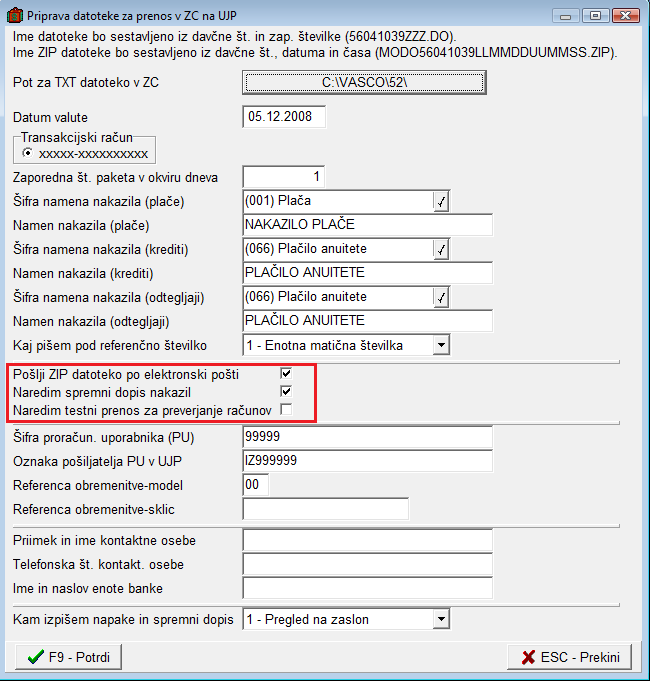 Priprava datoteke za prenos v ZC na UJP
Ime datoteke bo sestavljeno iz davčne št. in zap. številke (56041039ZZZ.DO).
Ime ZIP datoteke bo sestavljeno iz davčne št., datuma in časa (MODO56041039LLMMDDUUMMSS.ZIP).
Pot za TXT datoteko v ZC C:\VASCO\52\
Datum valute 05.12.2008
Transakcijski račun
xxxxx-xxxxxxxxxx
Zaporedna št. paketa v okviru dneva 1
Šifra namena nakazila (plače) (001) Plača
Namen nakazila (plače) NAKAZILO PLAČE
Šifra namena nakazila (krediti) (066) Plačilo anuitete
Namen nakazila (krediti) PLAČILO ANUITETE
Šifra namena nakazila (odtegljaji) (066) Plačilo anuitete
Namen nakazila (odtegljaji) PLAČILO ANUITETE
Kaj pišem pod referenčno številko 1 - Enotna matična številka
Pošlji ZIP datoteko po elektronski pošti
Naredim spremni dopis nakazil
Naredim testni prenos za preverjanje računov
Šifra proračun. uporabnika (PU) 99999
Oznaka pošiljatelja PU v UJP IZ999999
Referenca obremenitve-model 00
Referenca obremenitve-sklic
Priimek in ime kontaktne osebe
Telefonska št. kontakt. osebe
Ime in naslov enote banke
Kam izpišem napake in spremni dopis 1 - Pregled na zaslon
F9 - Potrdi ESC - Prekini